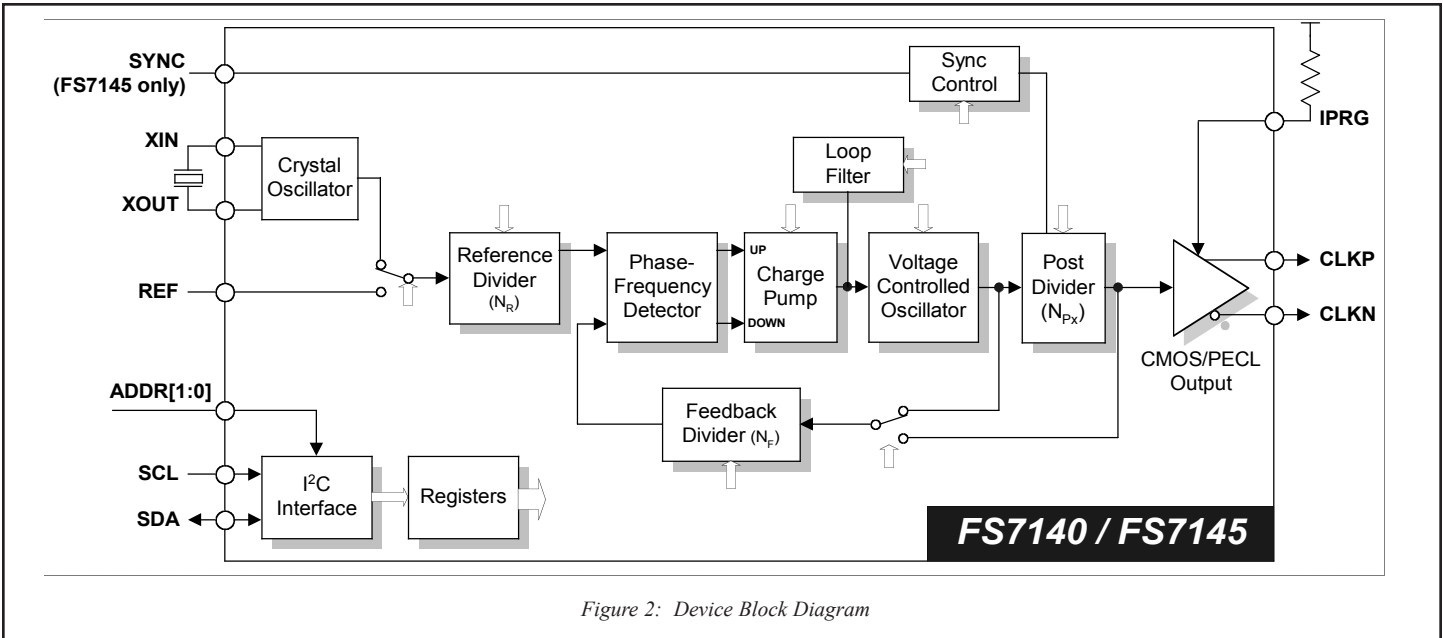 SYNC
(FS7145 only)
Sync
Control
IPRG
XIN
XOUT
Crystal
Oscillator
Loop
Filter
REF
Reference
Divider
(NR)
Phase-
Frequency
Detector
UP
Charge
Pump
DOWN
Voltage
Controlled
Oscillator
Post
Divider
(NPx)
CLKP
CLKN
CMOS/PECL
Output
ADDR[1:0]
Feedback
Divider (NF)
SCL
SDA
I²C
Interface
Registers
FS7140 / FS7145
Figure 2: Device Block Diagram